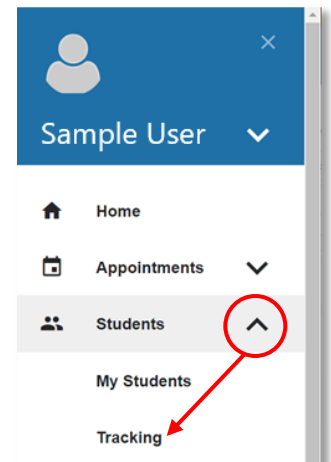 Sample User
Home
Appointments
Students
My Students
Tracking